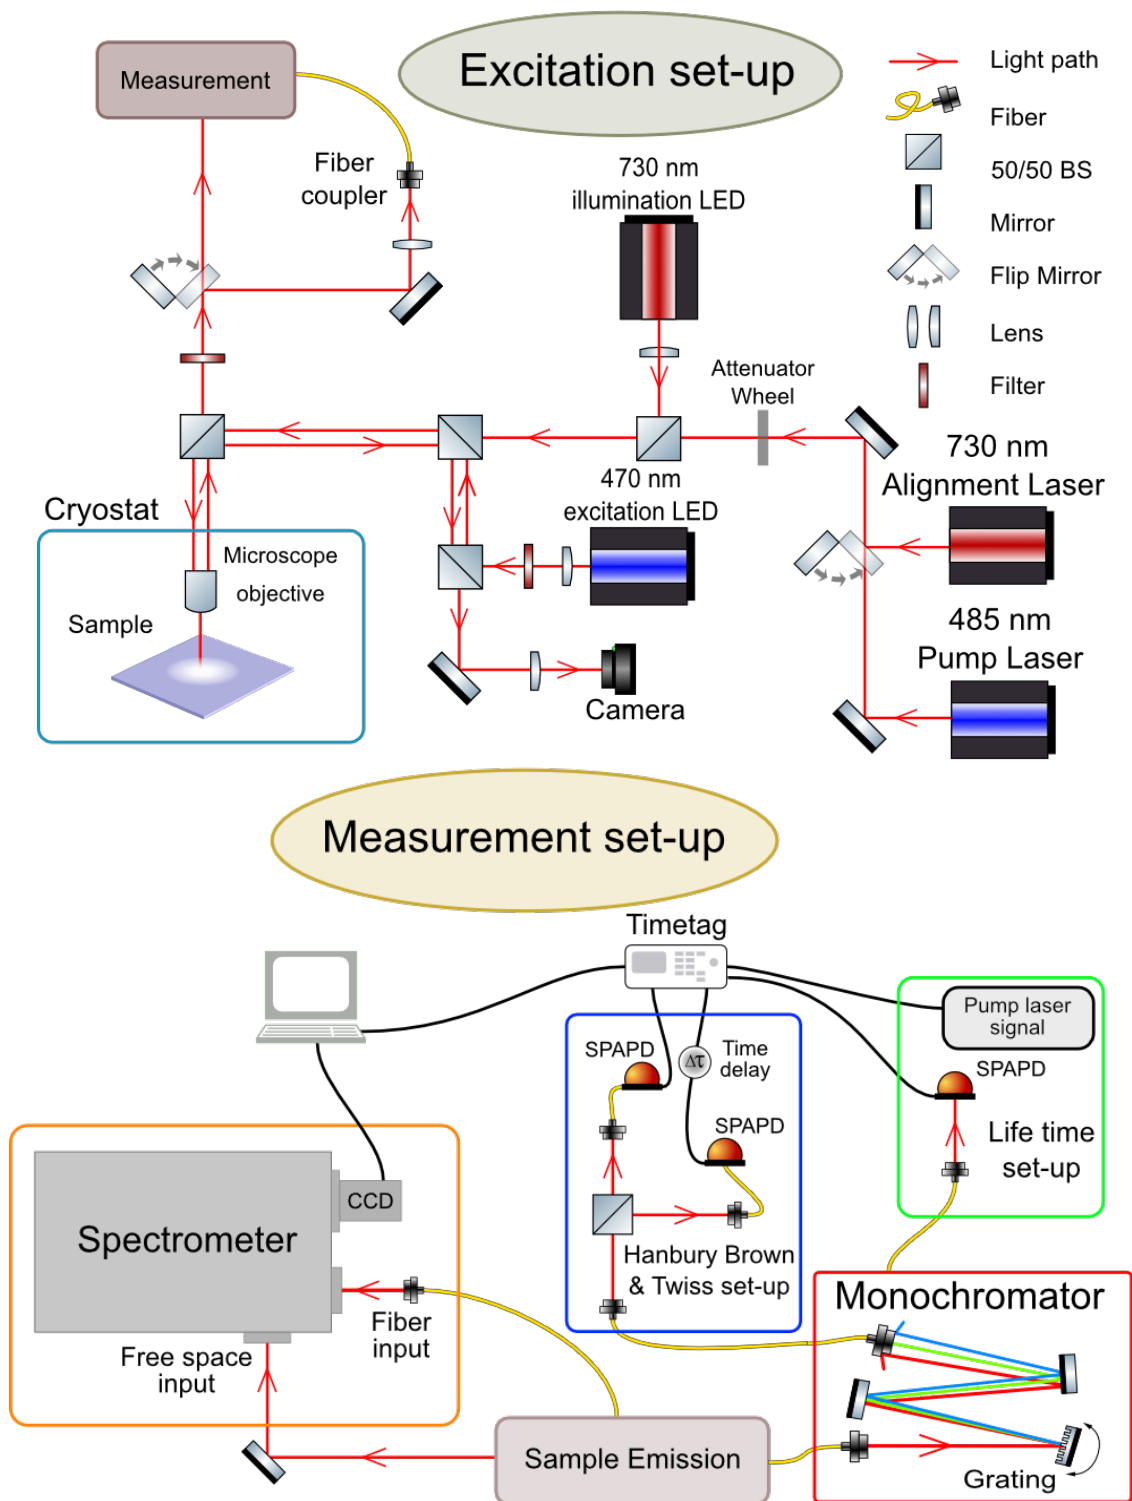 Excitation set-up
Measurement
Light path
Fiber
50/50 BS
Mirror
Flip Mirror
Lens
Filter
Fiber
coupler
730 nm
illumination LED
Attenuator
Wheel
730 nm
Alignment Laser
470 nm
excitation LED
Cryostat
Microscope
objective
Sample
485 nm
Pump Laser
Camera
Measurement set-up
Timetag
Pump laser
signal
SPAPD
Δτ
Time
delay
SPAPD
SPAPD
Life time
set-up
CCD
Spectrometer
Hanbury Brown
& Twiss set-up
Fiber
input
Free space
input
Monochromator
Sample Emission
Grating